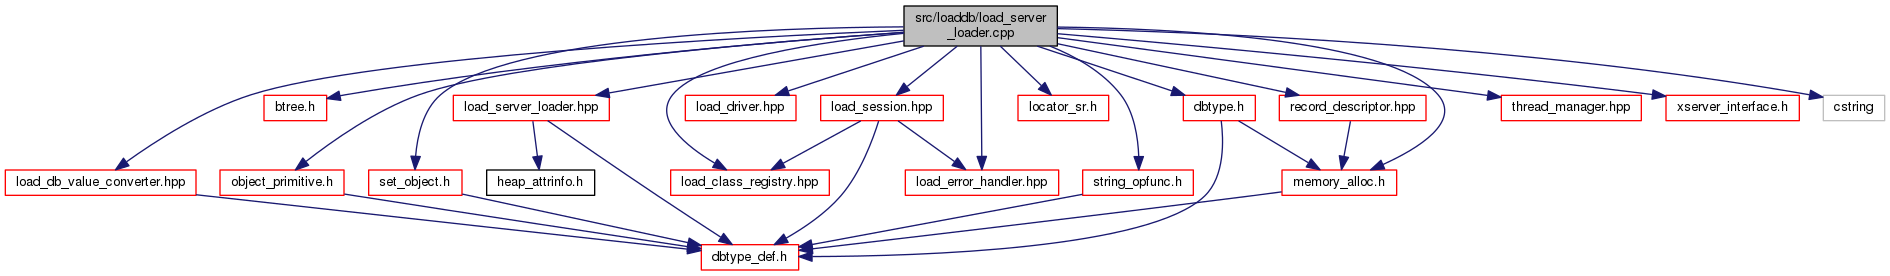 src/loaddb/load_server
_loader.cpp
btree.h
load_server_loader.hpp
load_driver.hpp
load_session.hpp
locator_sr.h
dbtype.h
record_descriptor.hpp
thread_manager.hpp
xserver_interface.h
cstring
load_db_value_converter.hpp
object_primitive.h
set_object.h
heap_attrinfo.h
load_class_registry.hpp
load_error_handler.hpp
string_opfunc.h
memory_alloc.h
dbtype_def.h